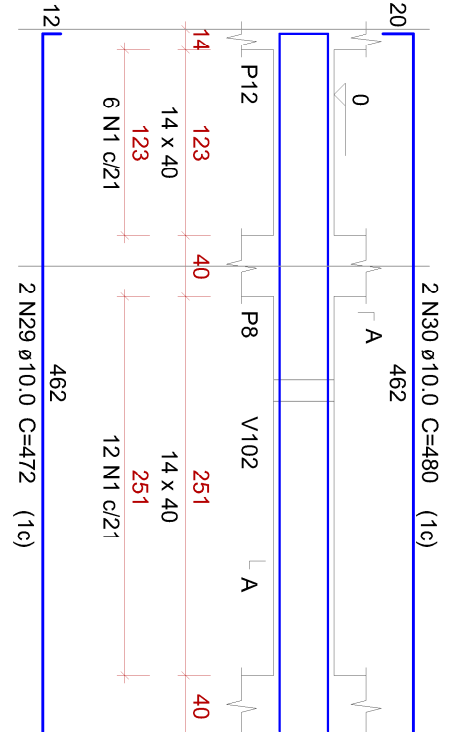 20
2 N30 ø10.0 C=480 (1c)
462
0
A
A
P12
P8
V102
14
123
40
251
40
14 x 40
14 x 40
123
251
6 N1 c/21
12 N1 c/21
12
462
2 N29 ø10.0 C=472 (1c)